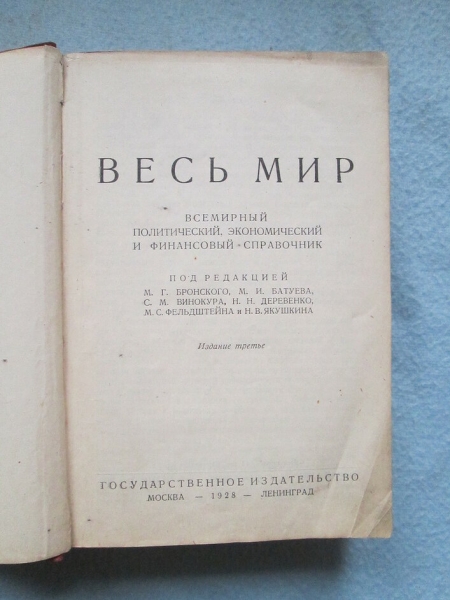 ВЕСЬ МИР
ВСЕМИРНЫЙ
ПОЛИТИЧЕСКИЙ, ЭКОНОМИЧЕСКИЙ
И ФИНАНСОВЫЙ СПРАВОЧНИК
ПОД РЕДАКЦИЕЙ
М. Г. БРОНСКОГО, М. И. БАТУЕВА,
С. М. ВИНОКУРА, Н. Н. ДЕРЕВЕНКО,
М. С. ФЕЛЬДШТЕЙНА и Н. В. ЯКУШКИНА
Издание третье
ГОСУДАРСТВЕННОЕ ИЗДАТЕЛЬСТВО
МОСКВА — 1928 — ЛЕНИНГРАД